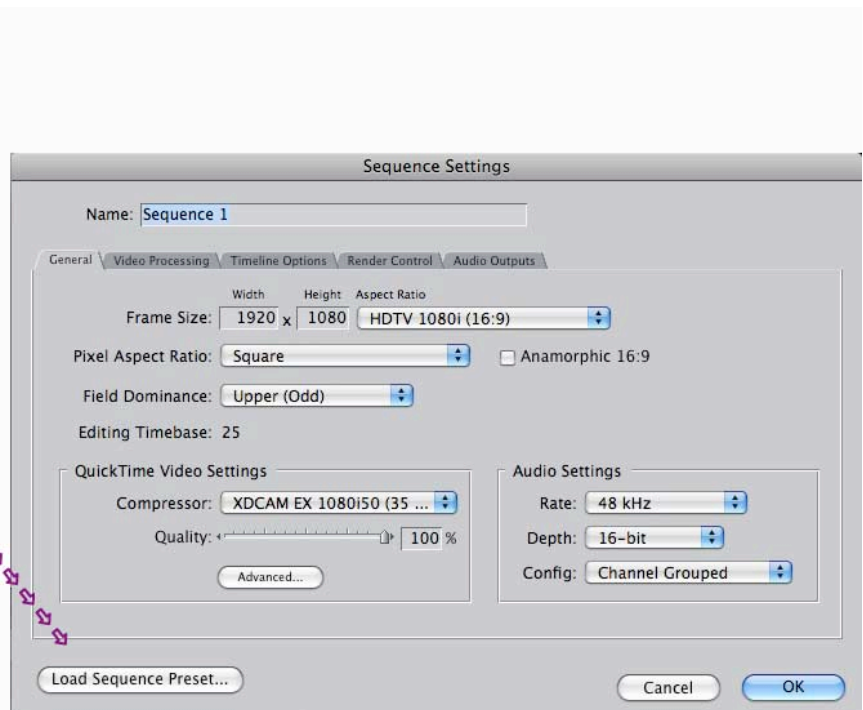 Sequence Settings
Name: Sequence 1
General Video Processing Timeline Options Render Control Audio Outputs
Width Height Aspect Ratio
Frame Size: 1920 x 1080 HDTV 1080i (16:9)
Pixel Aspect Ratio: Square Anamorphic 16:9
Field Dominance: Upper (Odd)
Editing Timebase: 25
QuickTime Video Settings
Compressor: XDCAM EX 1080i50 (35 ...
Quality: 100 %
Advanced...
Audio Settings
Rate: 48 kHz
Depth: 16-bit
Config: Channel Grouped
Load Sequence Preset...
Cancel OK